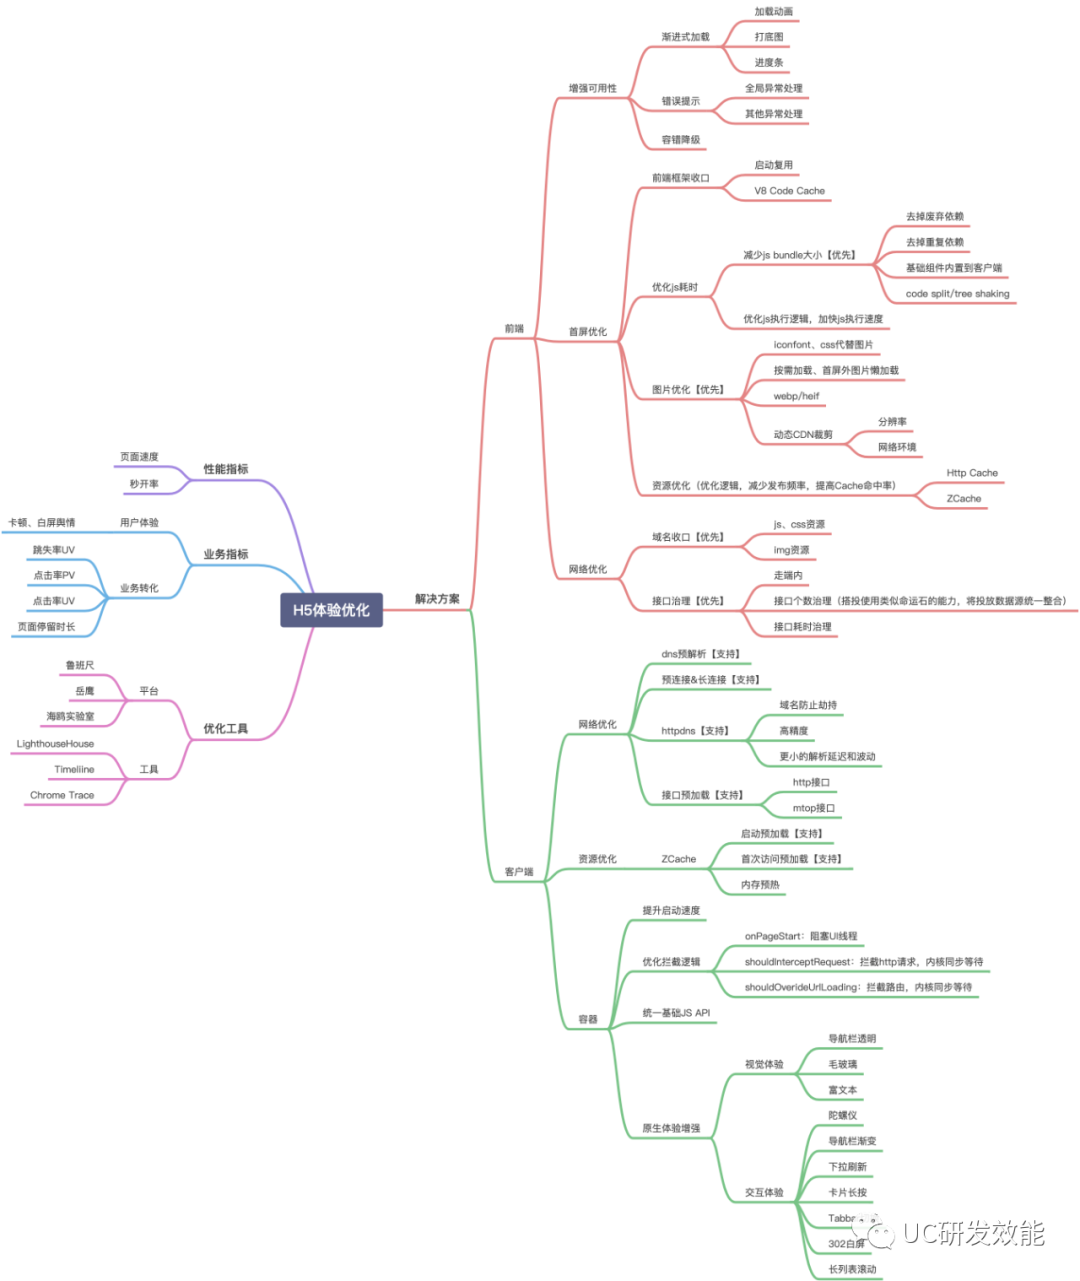 H5体验优化
性能指标
页面速度
秒开率
业务指标
用户体验
卡顿、白屏舆情
业务转化
跳失率UV
点击率PV
点击率UV
页面停留时长
优化工具
平台
鲁班尺
岳鹰
海鸥实验室
工具
LighthouseHouse
Timeliine
Chrome Trace
解决方案
前端
增强可用性
渐进式加载
加载动画
打底图
进度条
错误提示
全局异常处理
其他异常处理
容错降级
首屏优化
前端框架收口
启动复用
V8 Code Cache
优化js耗时
减少js bundle大小【优先】
去掉废弃依赖
去掉重复依赖
基础组件内置到客户端
code split/tree shaking
优化js执行逻辑，加快js执行速度
图片优化【优先】
iconfont、css代替图片
按需加载、首屏外图片懒加载
webp/heif
动态CDN裁剪
分辨率
网络环境
资源优化（优化逻辑，减少发布频率，提高Cache命中率）
Http Cache
ZCache
网络优化
域名收口【优先】
js、css资源
img资源
接口治理【优先】
走端内
接口个数治理（搭投使用类似命运石的能力，将投放数据源统一整合）
接口耗时治理
客户端
网络优化
dns预解析【支持】
预连接&长连接【支持】
httpdns【支持】
域名防止劫持
高精度
更小的解析延迟和波动
接口预加载【支持】
http接口
mtop接口
资源优化
ZCache
启动预加载【支持】
首次访问预加载【支持】
内存预热
容器
提升启动速度
优化拦截逻辑
onPageStart：阻塞UI线程
shouldInterceptRequest：拦截http请求，内核同步等待
shouldOverideUrlLoading：拦截路由，内核同步等待
统一基础JS API
原生体验增强
视觉体验
导航栏透明
毛玻璃
富文本
交互体验
陀螺仪
导航栏渐变
下拉刷新
卡片长按
302白屏
长列表滚动
UC研发效能